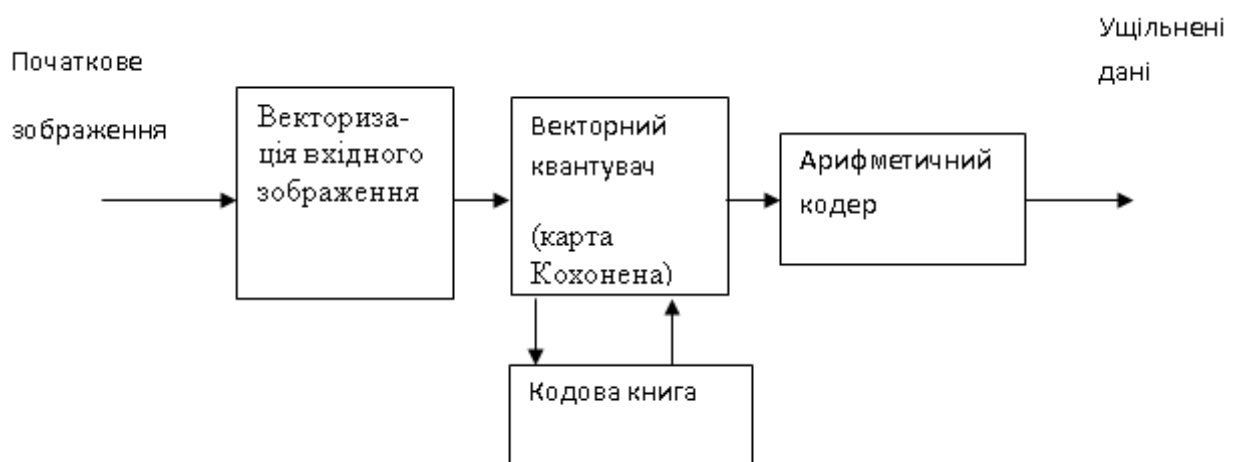 Початкове
зображення
Векториза-
ція вхідного
зображення
Векторний
квантувач
(карта
Кохонена)
Арифметичний
кодер
Ущільнені
дані
Кодова книга